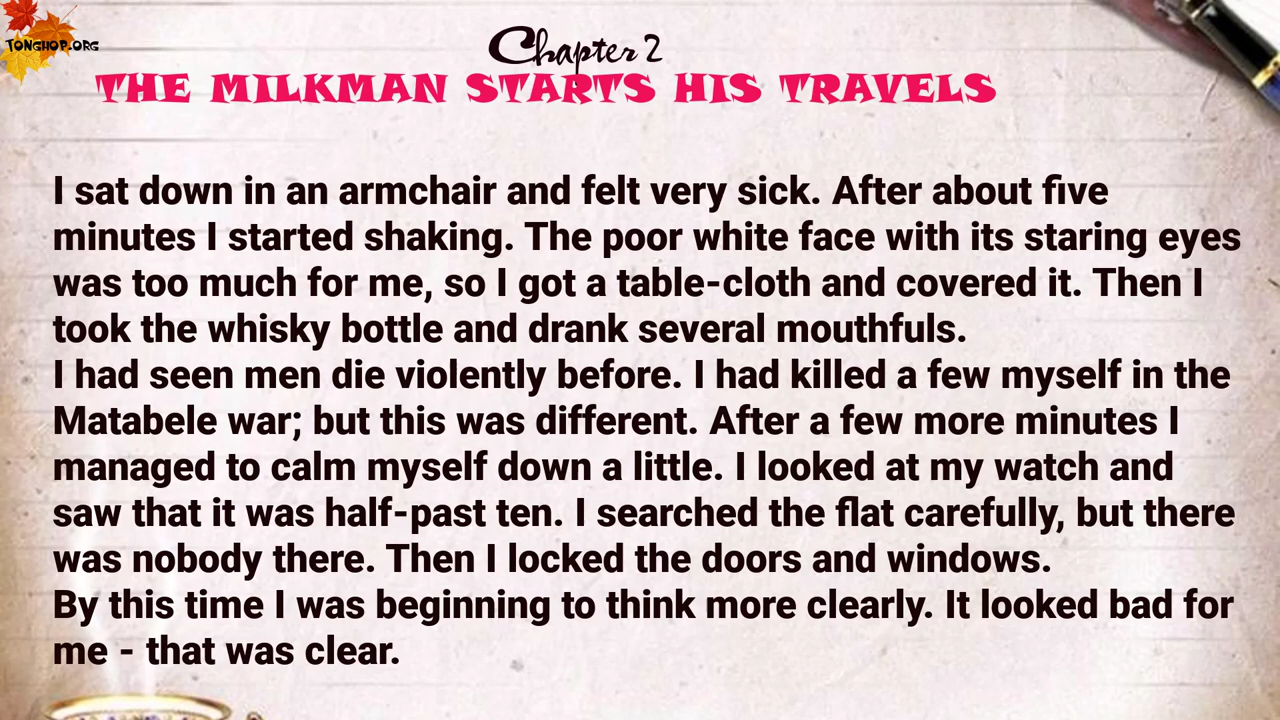 TONGHOP.ORG
Chapter 2
THE MILKMAN STARTS HIS TRAVELS
I sat down in an armchair and felt very sick. After about five
minutes I started shaking. The poor white face with its staring eyes
was too much for me, so I got a table-cloth and covered it. Then I
took the whisky bottle and drank several mouthfuls.
I had seen men die violently before. I had killed a few myself in the
Matabele war; but this was different. After a few more minutes I
managed to calm myself down a little. I looked at my watch and
saw that it was half-past ten. I searched the flat carefully, but there
was nobody there. Then I locked the doors and windows.
By this time I was beginning to think more clearly. It looked bad for
me - that was clear.